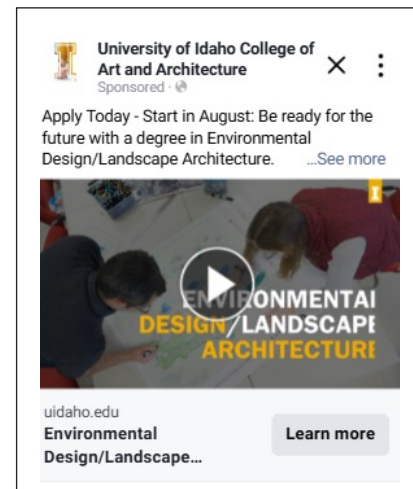 University of Idaho College of
Art and Architecture
Sponsored ·
Apply Today - Start in August: Be ready for the
future with a degree in Environmental
Design/Landscape Architecture. ...See more
I
ENVIRONMENTAL
DESIGN/LANDSCAPE
ARCHITECTURE
uidaho.edu
Environmental
Design/Landscape...
Learn more